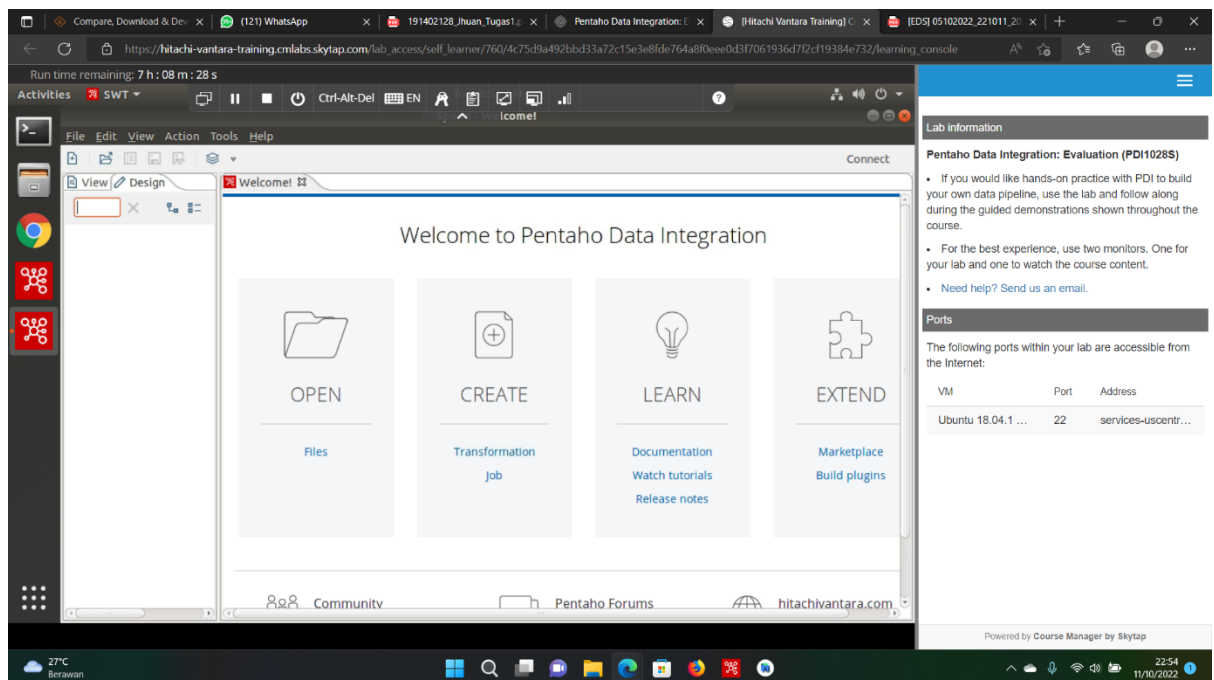 Compare, Download & Dev
(121) WhatsApp
191402128_Jhuan_Tugas1.p
Pentaho Data Integration: E
[Hitachi Vantara Training] C
[EDS] 05102022_221011_20
https://hitachi-vantara-training.cmlabs.skytap.com/lab_access/self_learner/760/4c75d9a492bbd33a72c15e3e8fde764a8f0eee0d3f7061936d7f2cf19384e732/learning_console
Run time remaining: 7 h : 08 m : 28 s
Activities SWT
Ctrl-Alt-Del EN
lcome!
File Edit View Action Tools Help
Connect
View Design
Welcome!
Welcome to Pentaho Data Integration
OPEN
Files
CREATE
Transformation
Job
LEARN
Documentation
Watch tutorials
Release notes
EXTEND
Marketplace
Build plugins
Community
Pentaho Forums
hitachivantara.com
Lab information
Pentaho Data Integration: Evaluation (PDI1028S)
• If you would like hands-on practice with PDI to build
your own data pipeline, use the lab and follow along
during the guided demonstrations shown throughout the
course.
• For the best experience, use two monitors. One for
your lab and one to watch the course content.
• Need help? Send us an email.
Ports
The following ports within your lab are accessible from
the Internet:
VM Port Address
Ubuntu 18.04.1 ... 22 services-uscentr...
Powered by Course Manager by Skytap
27°C
Berawan
22:54
11/10/2022
1